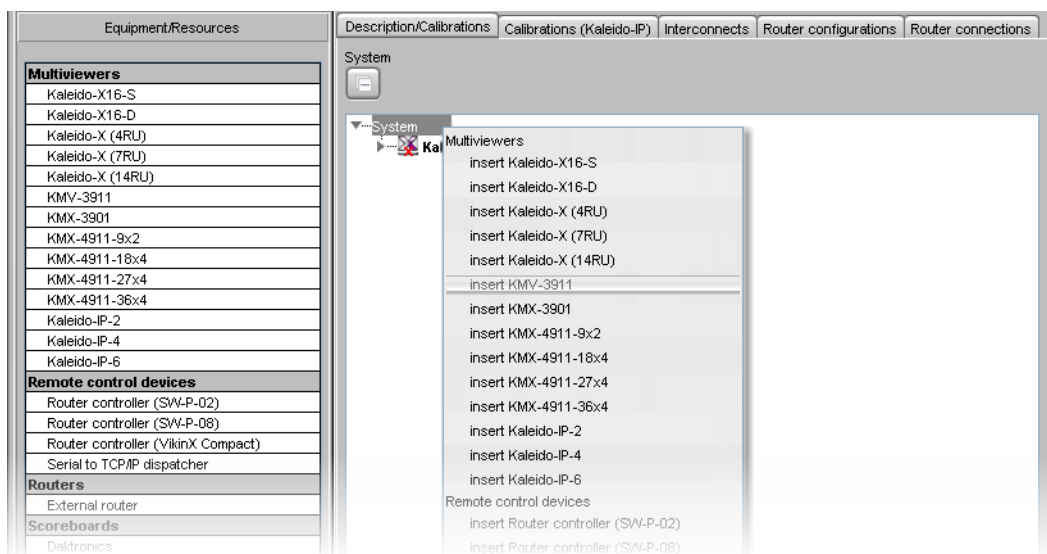 Equipment/Resources
Multiviewers
Kaleido-X16-S
Kaleido-X16-D
Kaleido-X (4RU)
Kaleido-X (7RU)
Kaleido-X (14RU)
KMV-3911
KMX-3901
KMX-4911-9x2
KMX-4911-18x4
KMX-4911-27x4
KMX-4911-36x4
Kaleido-IP-2
Kaleido-IP-4
Kaleido-IP-6
Remote control devices
Router controller (SW-P-02)
Router controller (SW-P-08)
Router controller (VikinX Compact)
Serial to TCP/IP dispatcher
Routers
External router
Scoreboards
Daktronics
Description/Calibrations
Calibrations (Kaleido-IP)
Interconnects
Router configurations
Router connections
System
System
Kal
Multiviewers
insert Kaleido-X16-S
insert Kaleido-X16-D
insert Kaleido-X (4RU)
insert Kaleido-X (7RU)
insert Kaleido-X (14RU)
insert KMV-3911
insert KMX-3901
insert KMX-4911-9x2
insert KMX-4911-18x4
insert KMX-4911-27x4
insert KMX-4911-36x4
insert Kaleido-IP-2
insert Kaleido-IP-4
insert Kaleido-IP-6
Remote control devices
insert Router controller (SW-P-02)
insert Router controller (SW-P-08)